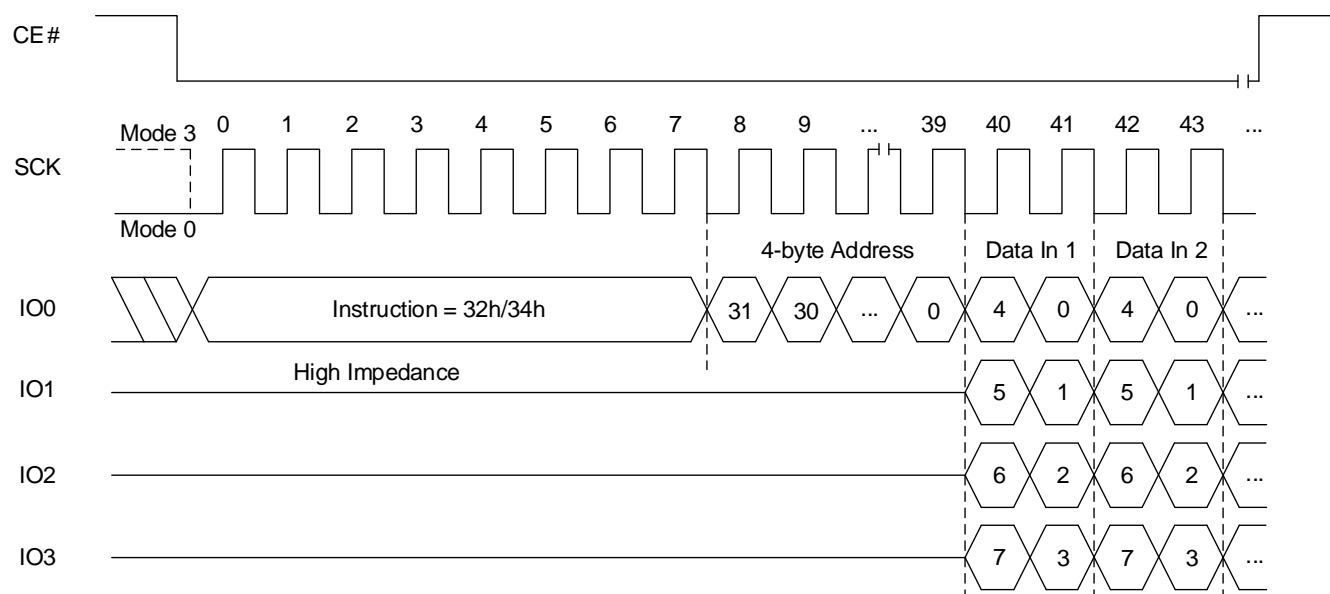 CE#
Mode 3 0 1 2 3 4 5 6 7 8 9 ... 39 40 41 42 43 ...
SCK
Mode 0
4-byte Address Data In 1 Data In 2
IO0 Instruction = 32h/34h 31 30 ... 0 4 0 4 0 ...
High Impedance
IO1 5 1 5 1 ...
IO2 6 2 6 2 ...
IO3 7 3 7 3 ...